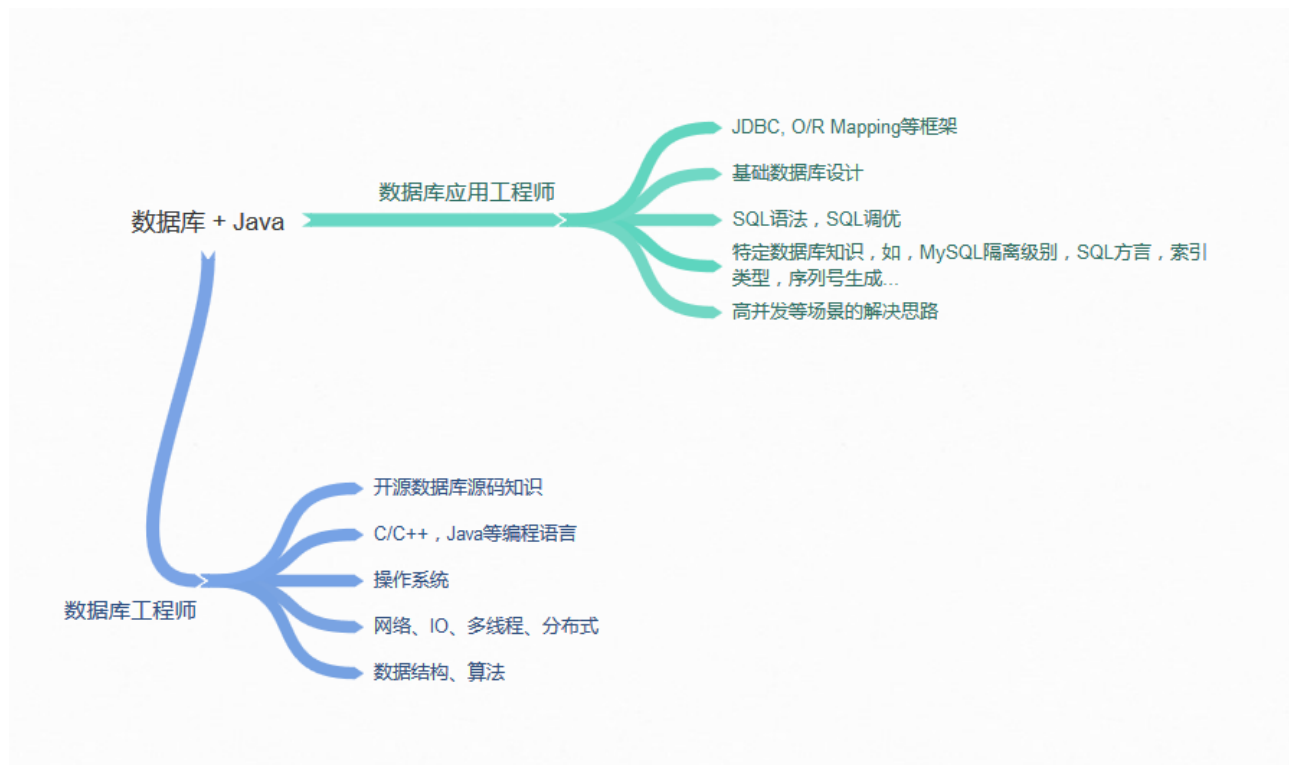 数据库 + Java
数据库应用工程师
JDBC, O/R Mapping等框架
基础数据库设计
SQL语法，SQL调优
特定数据库知识，如，MySQL隔离级别，SQL方言，索引
类型，序列号生成...
高并发等场景的解决思路
数据库工程师
开源数据库源码知识
C/C++，Java等编程语言
操作系统
网络、IO、多线程、分布式
数据结构、算法